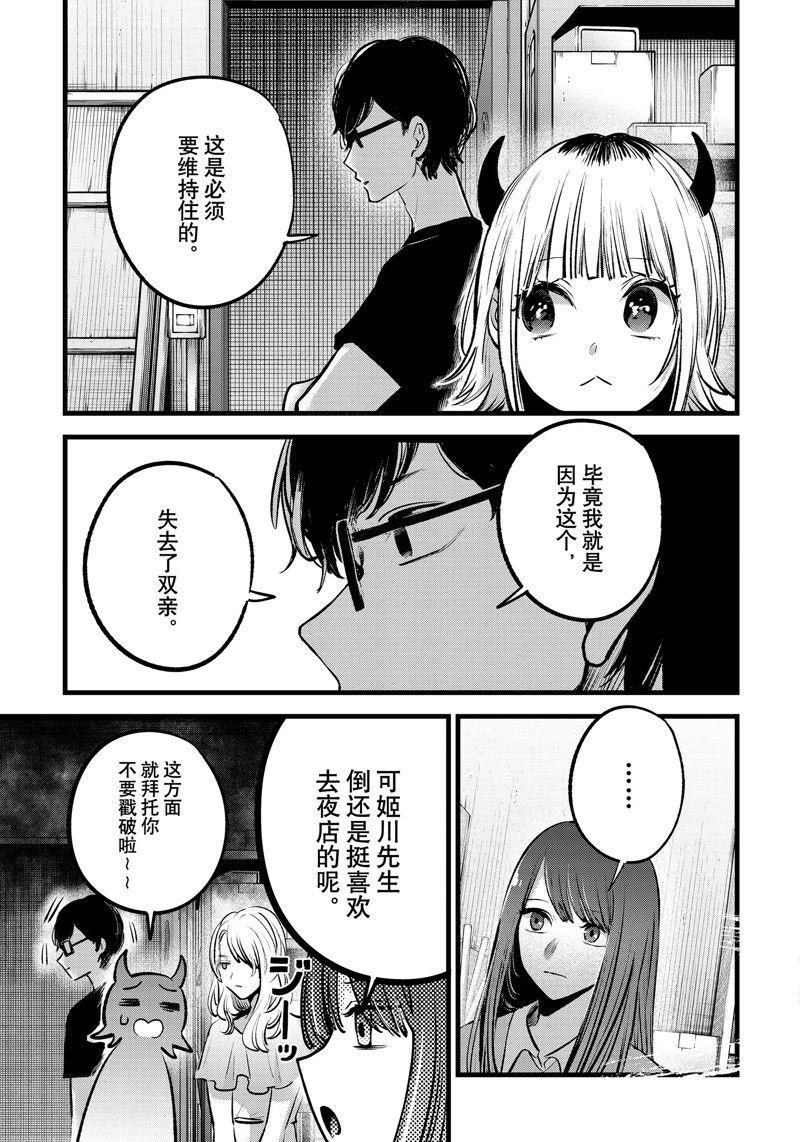 这是必须
要维持住的。
毕竟我就是
因为这个，
失去了双亲。
……
可姬川先生
倒还是挺喜欢
去夜店的呢。
ジーッ
这方面
就拜托你
不要戳破啦～～